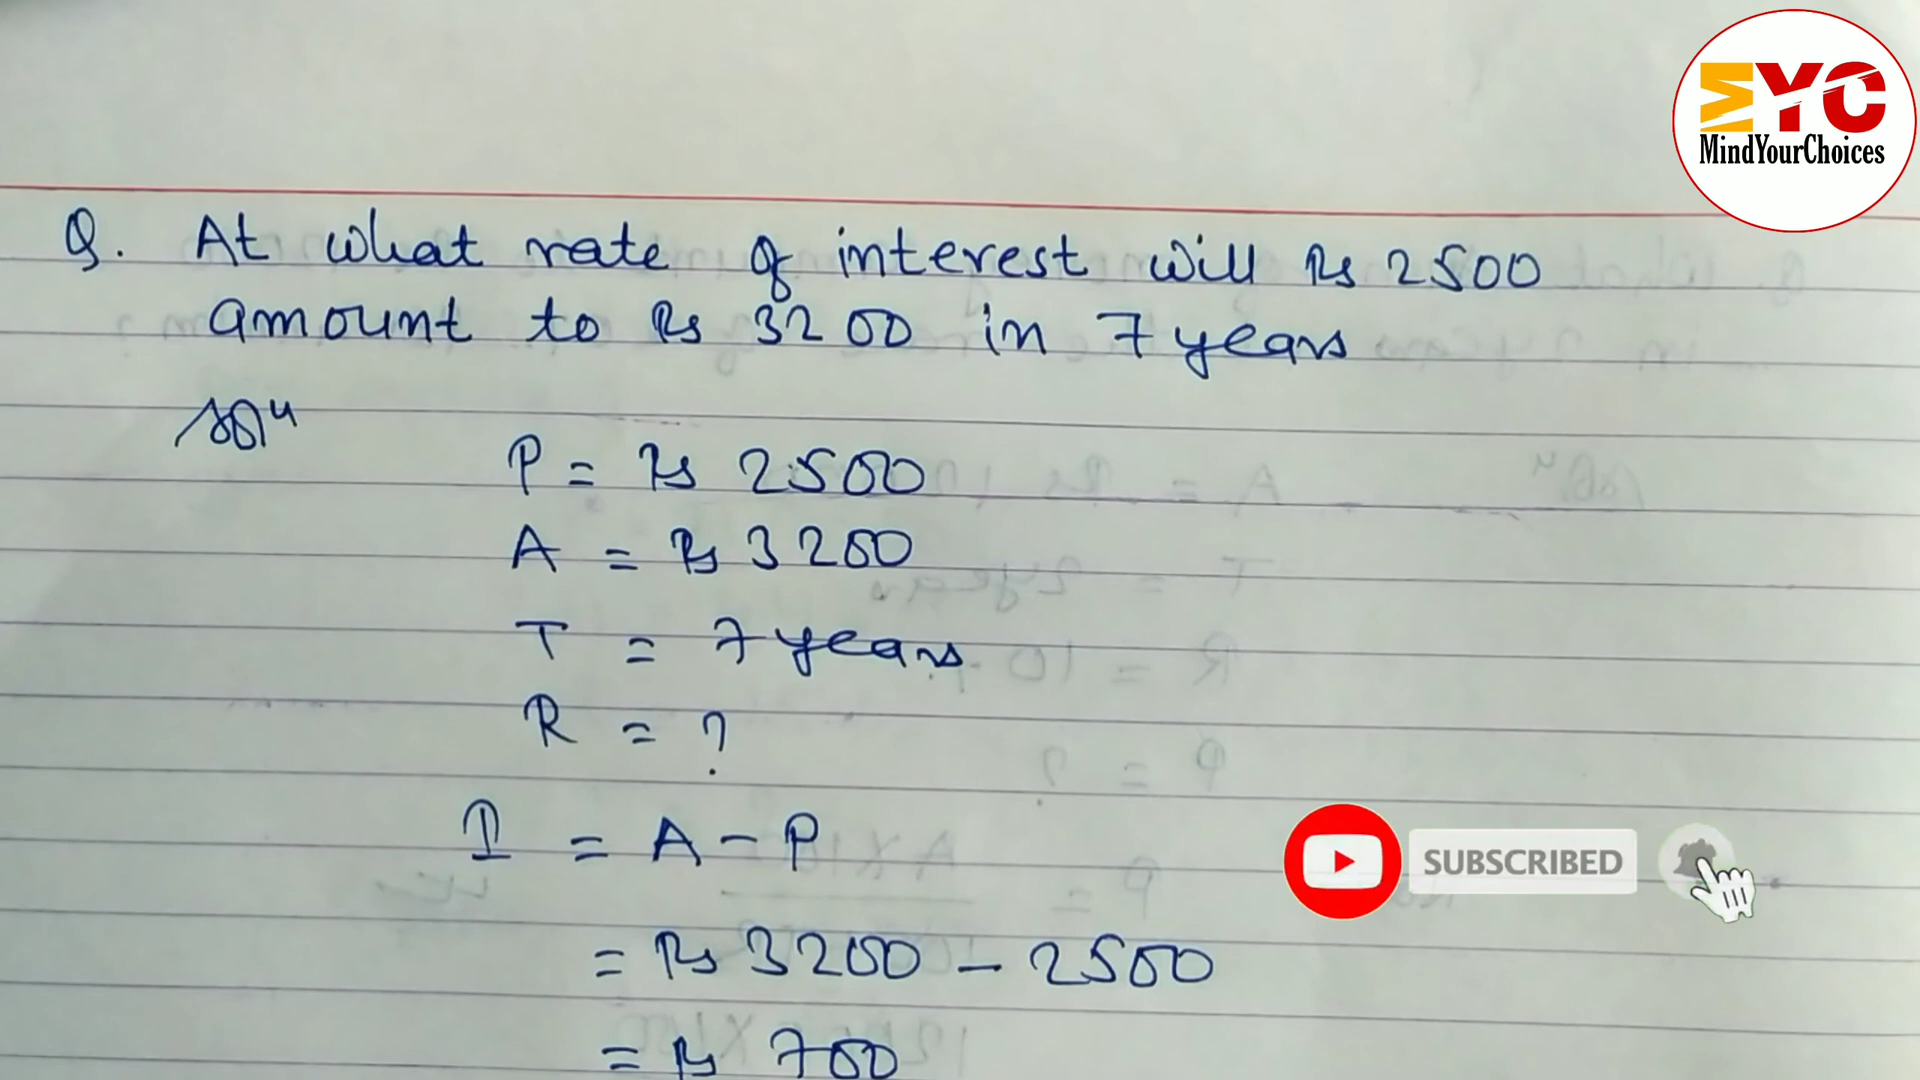 MYC
MindYourChoices
Q. At what rate of interest will Rs 2500
amount to Rs 3200 in 7 years
Solⁿ
P = Rs 2500
A = Rs 3200
T = 7 years
R = ?
I = A - P
= Rs 3200 - 2500
= Rs 700
SUBSCRIBED